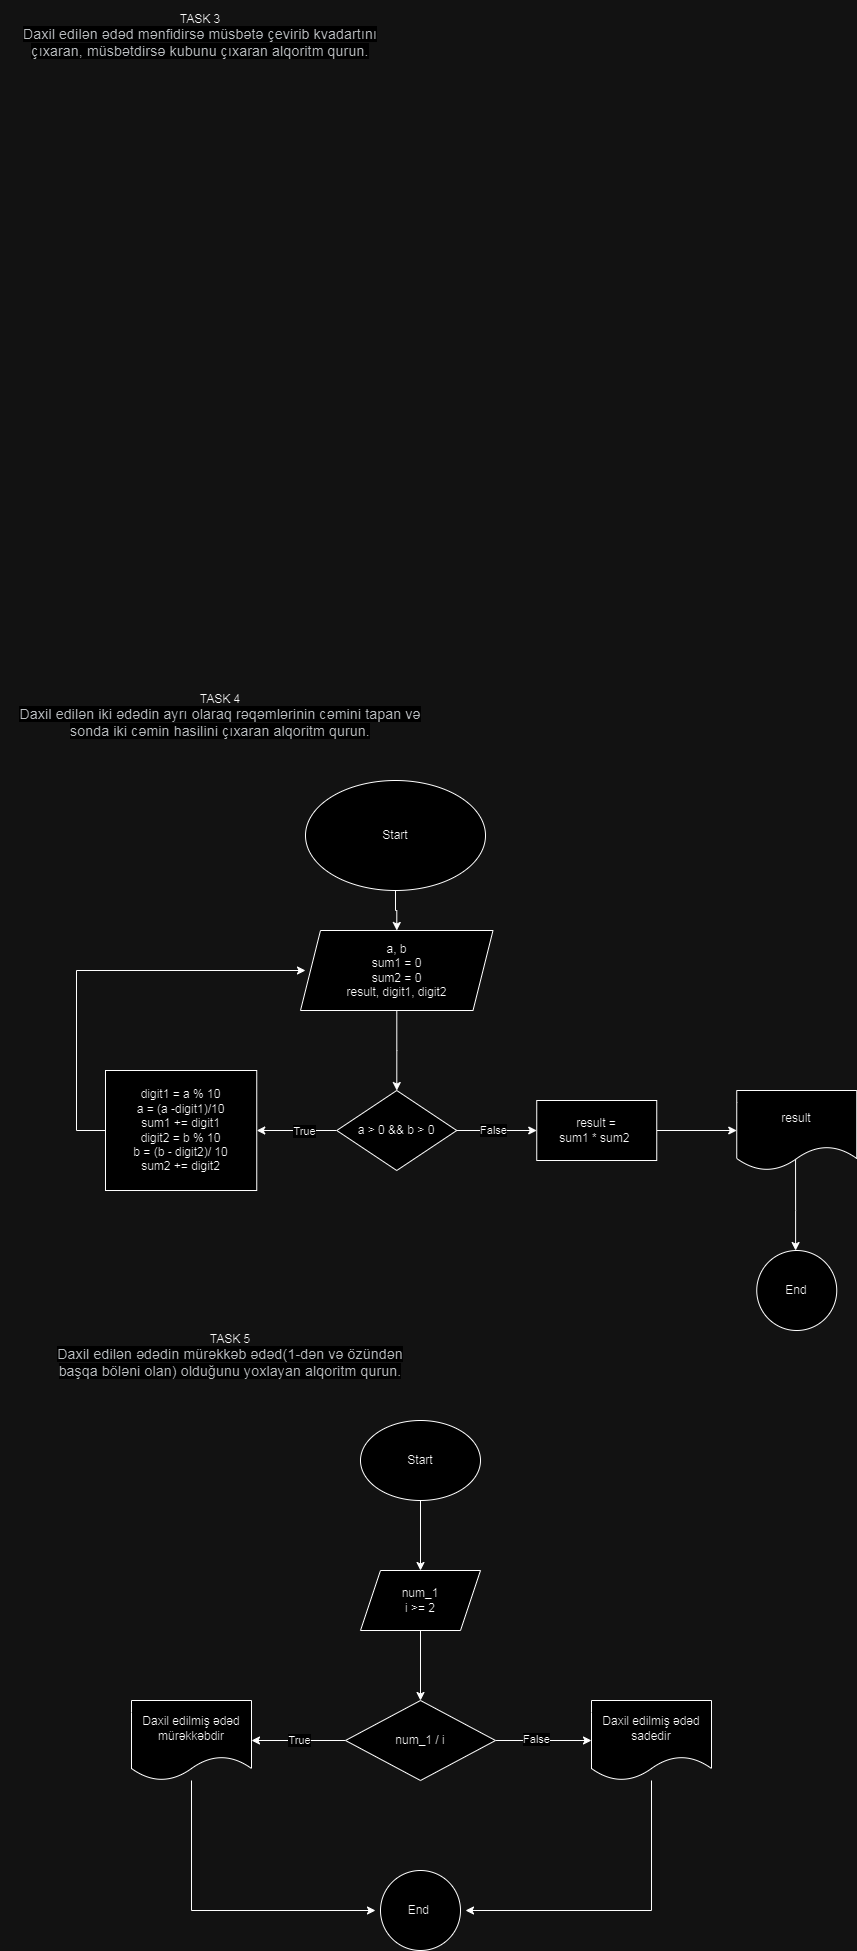 TASK 3
Daxil edilən ədəd mənfidirsə müsbətə çevirib kvadartını
çıxaran, müsbətdirsə kubunu çıxaran alqoritm qurun.
TASK 4
Daxil edilən iki ədədin ayrı olaraq rəqəmlərinin cəmini tapan və
sonda iki cəmin hasilini çıxaran alqoritm qurun.
Start
a, b
sum1 = 0
sum2 = 0
result, digit1, digit2
digit1 = a % 10
a = (a -digit1)/10
sum1 += digit1
digit2 = b % 10
b = (b - digit2)/ 10
sum2 += digit2
True
a > 0 && b > 0
False
result =
sum1 * sum2
result
End
TASK 5
Daxil edilən ədədin mürəkkəb ədəd(1-dən və özündən
başqa böləni olan) olduğunu yoxlayan alqoritm qurun.
Start
num_1
i >= 2
Daxil edilmiş ədəd
mürəkkəbdir
True
num_1 / i
False
Daxil edilmiş ədəd
sadedir
End